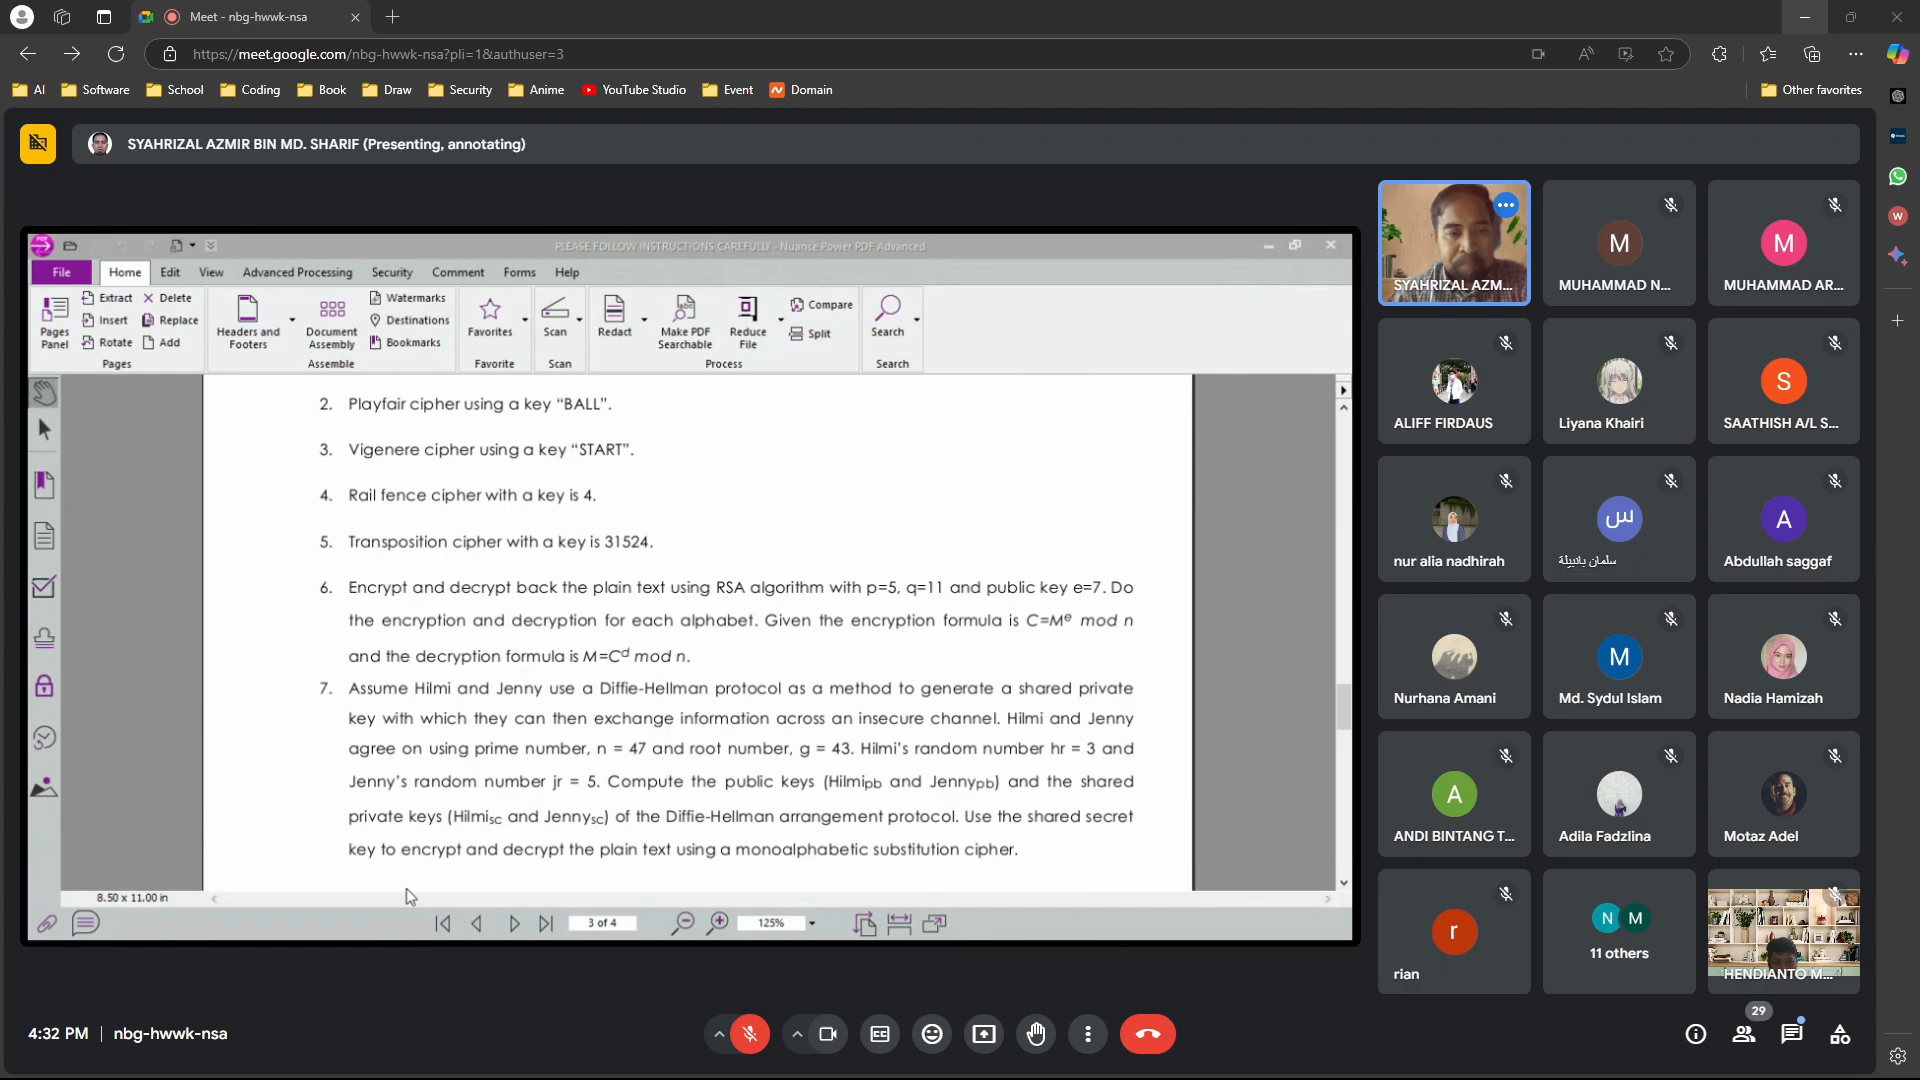 Meet - nbg-hwwk-nsa
https://meet.google.com/nbg-hwwk-nsa?pli=1&authuser=3
AI Software School Coding Book Draw Security Anime YouTube Studio Event Domain Other favorites
SYAHRIZAL AZMIR BIN MD. SHARIF (Presenting, annotating)
PLEASE FOLLOW INSTRUCTIONS CAREFULLY - Nuance Power PDF Advanced
File Home Edit View Advanced Processing Security Comment Forms Help
Pages Panel
Extract Delete
Insert Replace
Rotate Add
Pages
Headers and Footers
Document Assembly
Watermarks
Destinations
Bookmarks
Assemble
Favorites
Favorite
Scan
Scan
Redact
Make PDF Searchable
Reduce File
Compare
Split
Process
Search
Search
2. Playfair cipher using a key “BALL”.
3. Vigenere cipher using a key “START”.
4. Rail fence cipher with a key is 4.
5. Transposition cipher with a key is 31524.
6. Encrypt and decrypt back the plain text using RSA algorithm with p=5, q=11 and public key e=7. Do
the encryption and decryption for each alphabet. Given the encryption formula is C=Mᵉ mod n
and the decryption formula is M=Cᵈ mod n.
7. Assume Hilmi and Jenny use a Diffie-Hellman protocol as a method to generate a shared private
key with which they can then exchange information across an insecure channel. Hilmi and Jenny
agree on using prime number, n = 47 and root number, g = 43. Hilmi’s random number hr = 3 and
Jenny’s random number jr = 5. Compute the public keys (Hilmipb and Jennypb) and the shared
private keys (Hilmisc and Jennysc) of the Diffie-Hellman arrangement protocol. Use the shared secret
key to encrypt and decrypt the plain text using a monoalphabetic substitution cipher.
8.50 x 11.00 in
3 of 4
125%
SYAHRIZAL AZM...
M
MUHAMMAD N...
M
MUHAMMAD AR...
ALIFF FIRDAUS
Liyana Khairi
S
SAATHISH A/L S...
nur alia nadhirah
س
سلمان بانبيلة
A
Abdullah saggaf
Nurhana Amani
M
Md. Sydul Islam
Nadia Hamizah
A
ANDI BINTANG T...
Adila Fadzlina
Motaz Adel
r
rian
N M
11 others
HENDIANTO M...
4:32 PM | nbg-hwwk-nsa
29